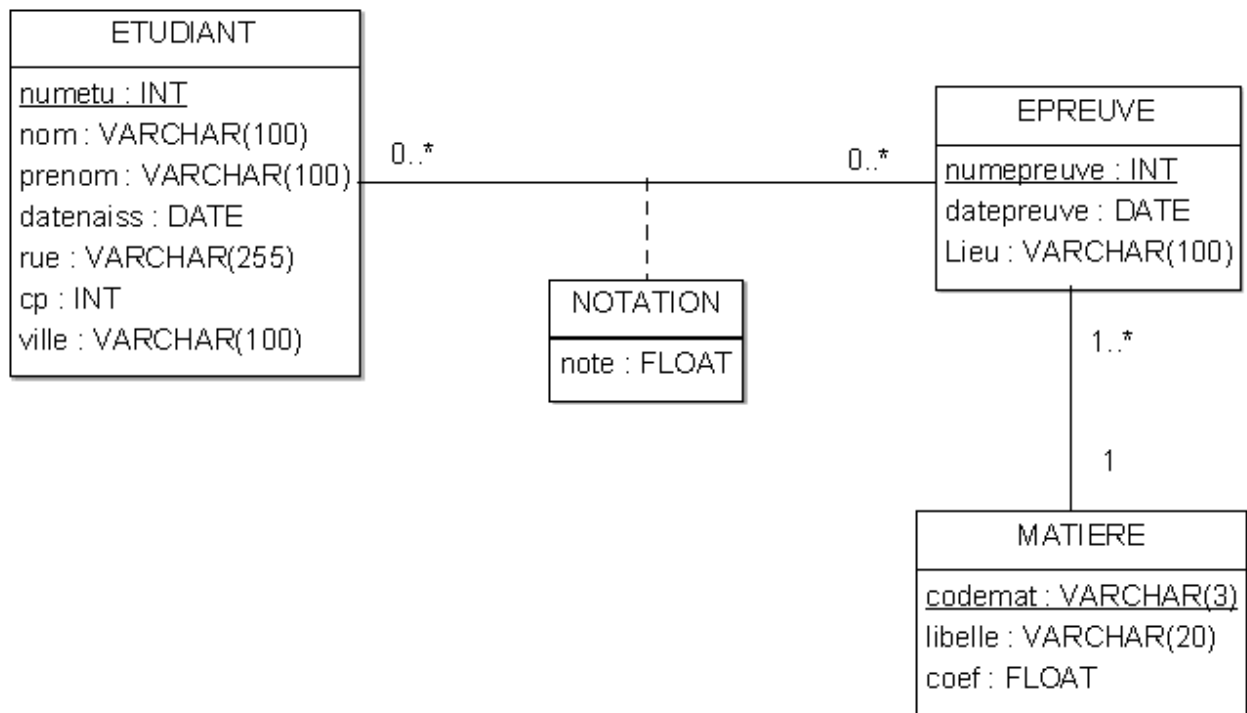 ETUDIANT
numetu : INT
nom : VARCHAR(100)
prenom : VARCHAR(100)
datenaiss : DATE
rue : VARCHAR(255)
cp : INT
ville : VARCHAR(100)
0..*
0..*
NOTATION
note : FLOAT
EPREUVE
numepreuve : INT
datepreuve : DATE
Lieu : VARCHAR(100)
1..*
1
MATIERE
codemat : VARCHAR(3)
libelle : VARCHAR(20)
coef : FLOAT